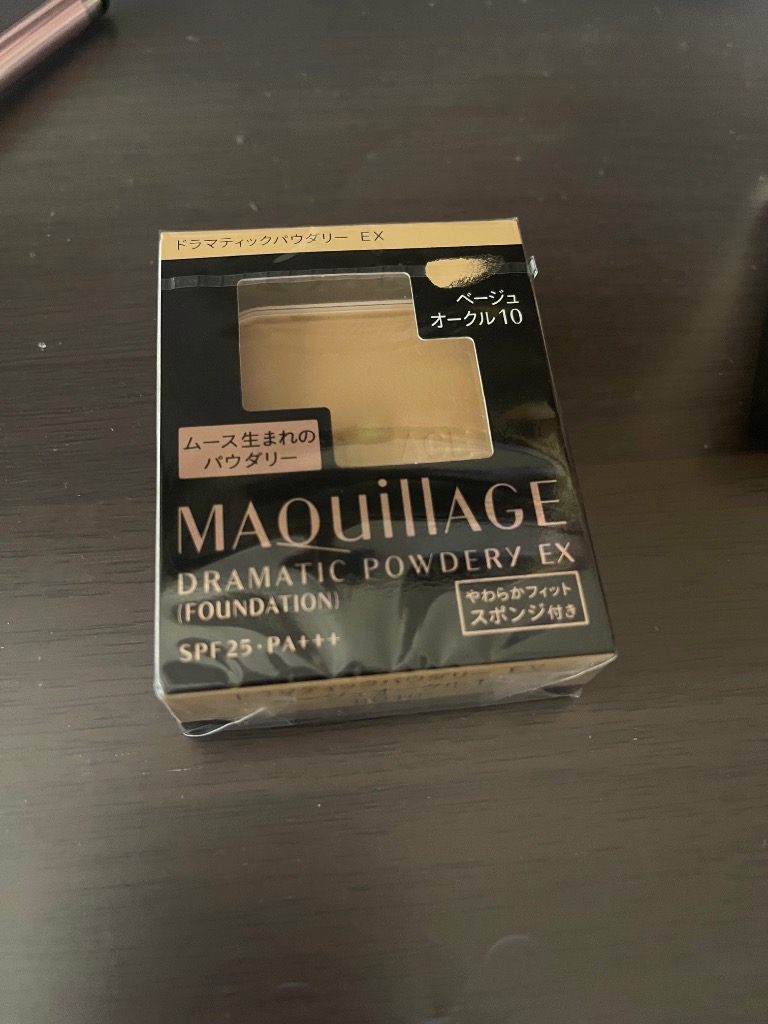 ドラマティックパウダリー EX
ベージュ
オークル10
ムース生まれの
パウダリー
MAQuillAGE
DRAMATIC POWDERY EX
(FOUNDATION)
やわらかフィット
スポンジ付き
SPF25・PA+++